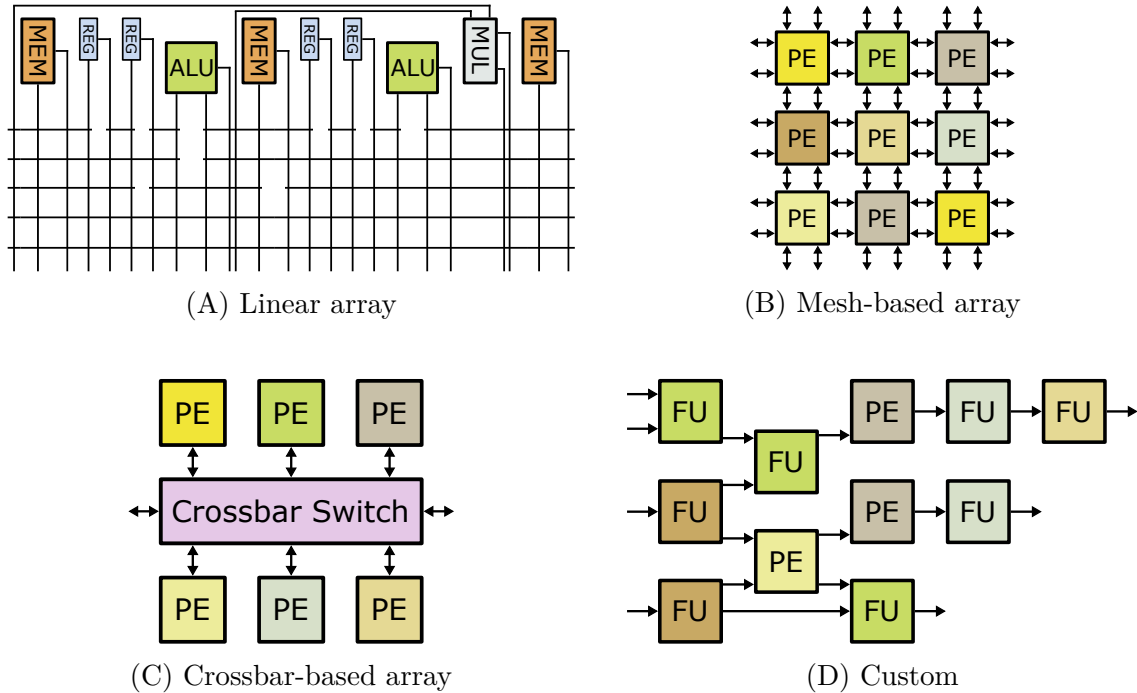 MEM REG REG ALU MEM REG REG ALU MUL MEM
(A) Linear array
PE PE PE
PE PE PE
PE PE PE
(B) Mesh-based array
PE PE PE
Crossbar Switch
PE PE PE
(C) Crossbar-based array
FU PE FU FU
FU
FU PE FU
PE
FU FU
(D) Custom